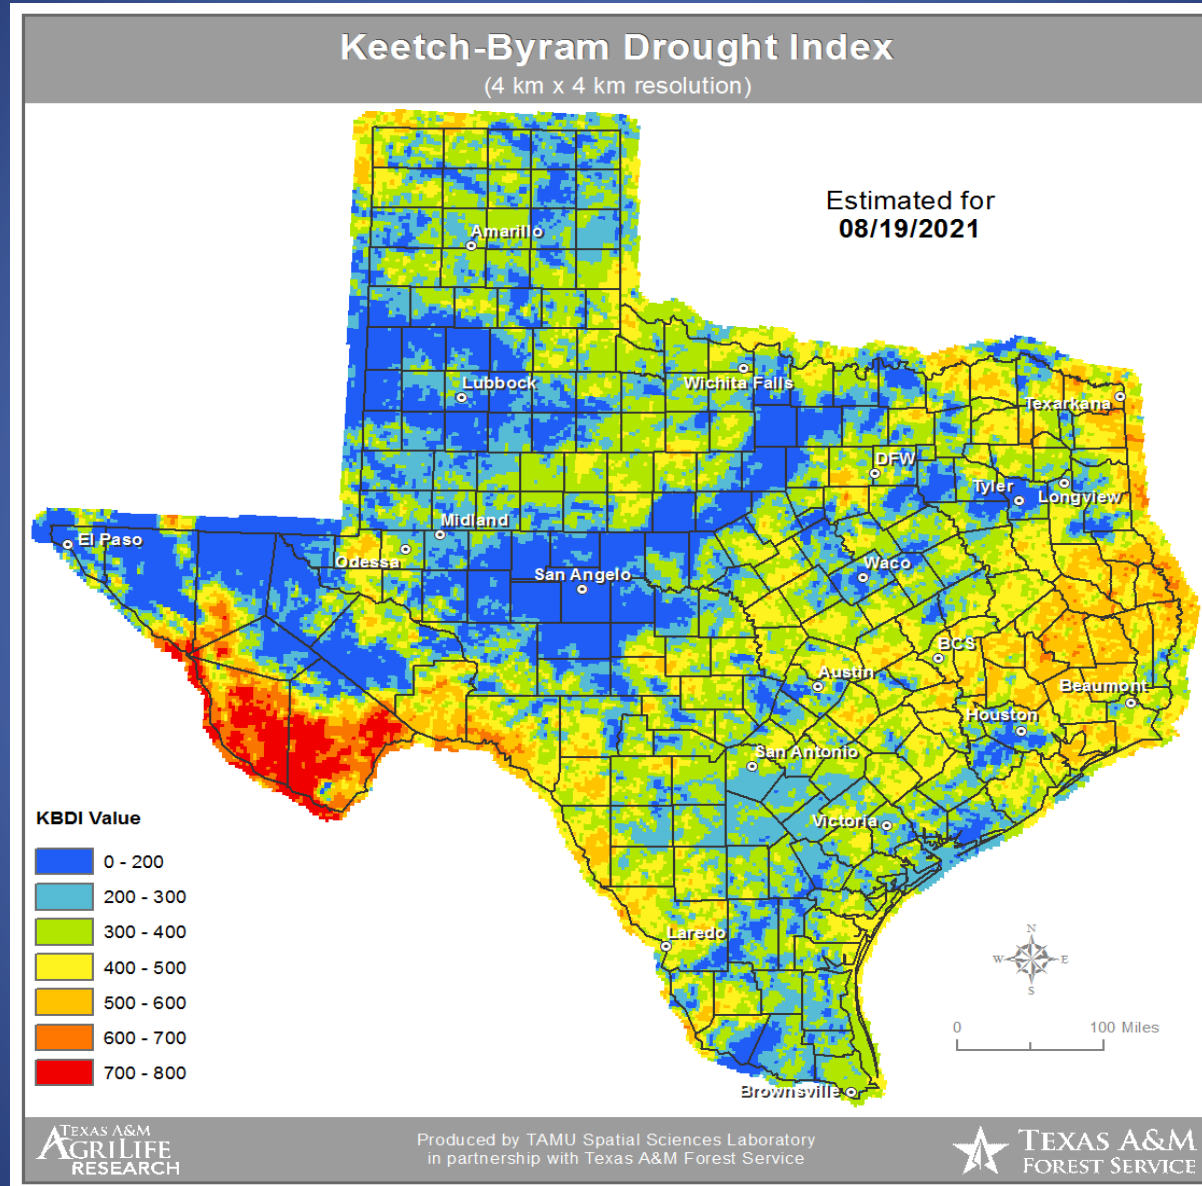 Keetch-Byram Drought Index
(4 km x 4 km resolution)
Estimated for
08/19/2021
Amarillo
Lubbock
Wichita Falls
Texarkana
DFW
Tyler
Longview
Midland
El Paso
Odessa
San Angelo
Waco
BCS
Austin
Beaumont
Houston
San Antonio
Victoria
Laredo
Brownsville
KBDI Value
0 - 200
200 - 300
300 - 400
400 - 500
500 - 600
600 - 700
700 - 800
N
W E
S
0 100 Miles
TEXAS A&M
AGRILIFE
RESEARCH
Produced by TAMU Spatial Sciences Laboratory
in partnership with Texas A&M Forest Service
TEXAS A&M
FOREST SERVICE